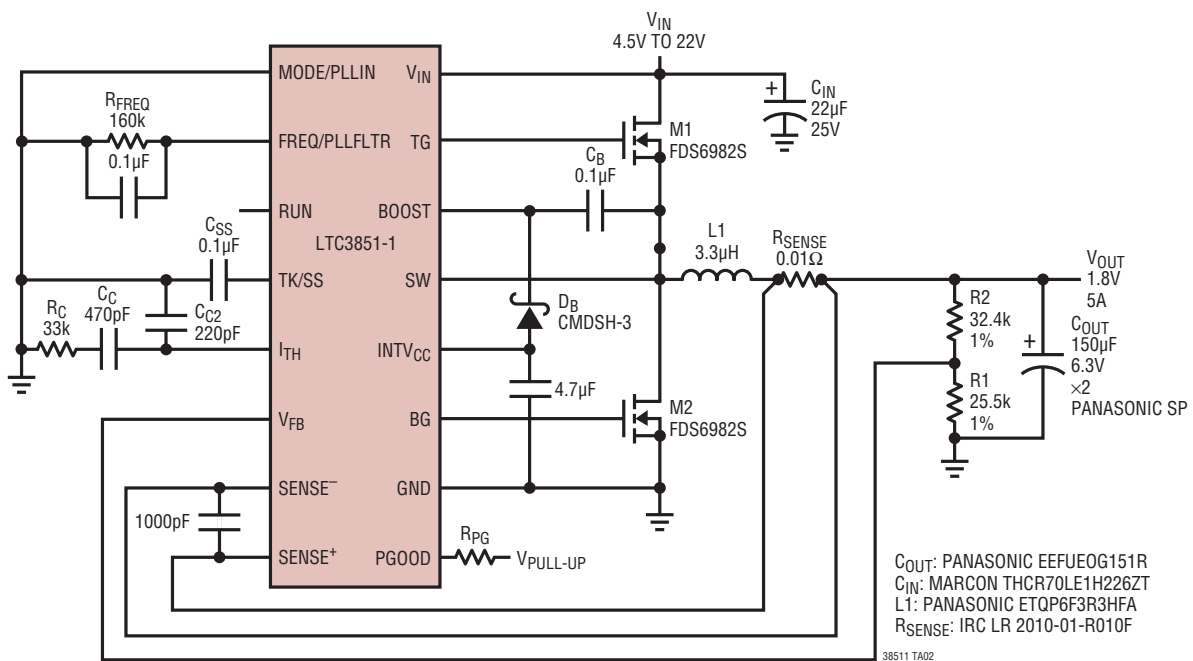 VIN
4.5V TO 22V
MODE/PLLIN
VIN
+
CIN
22µF
25V
RFREQ
160k
FREQ/PLLFLTR
TG
M1
FDS6982S
0.1µF
CB
0.1µF
RUN
BOOST
LTC3851-1
CSS
0.1µF
TK/SS
SW
L1
3.3µH
RSENSE
0.01Ω
VOUT
1.8V
5A
RC
33k
CC
470pF
CC2
220pF
DB
CMDSH-3
R2
32.4k
1%
+
COUT
150µF
6.3V
×2
PANASONIC SP
ITH
INTVCC
4.7µF
R1
25.5k
1%
VFB
BG
M2
FDS6982S
SENSE–
GND
1000pF
SENSE+
PGOOD
RPG
VPULL-UP
COUT: PANASONIC EEFUEOG151R
CIN: MARCON THCR70LE1H226ZT
L1: PANASONIC ETQP6F3R3HFA
RSENSE: IRC LR 2010-01-R010F
38511 TA02